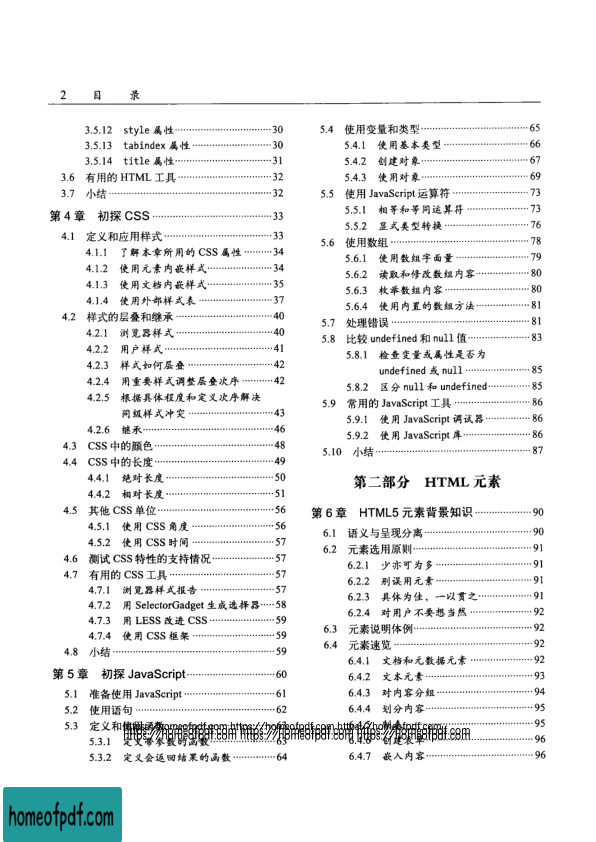 2 目 录
3.5.12 style 属性 30
3.5.13 tabindex 属性 30
3.5.14 title 属性 31
3.6 有用的 HTML 工具 32
3.7 小结 32
第 4 章 初探 CSS 33
4.1 定义和应用样式 33
4.1.1 了解本章所用的 CSS 属性 34
4.1.2 使用元素内嵌样式 34
4.1.3 使用文档内嵌样式 35
4.1.4 使用外部样式表 37
4.2 样式的层叠和继承 40
4.2.1 浏览器样式 40
4.2.2 用户样式 41
4.2.3 样式如何层叠 42
4.2.4 用重要样式调整层叠次序 42
4.2.5 根据具体程度和定义次序解决
同级样式冲突 43
4.2.6 继承 46
4.3 CSS 中的颜色 48
4.4 CSS 中的长度 49
4.4.1 绝对长度 50
4.4.2 相对长度 51
4.5 其他 CSS 单位 56
4.5.1 使用 CSS 角度 56
4.5.2 使用 CSS 时间 57
4.6 测试 CSS 特性的支持情况 57
4.7 有用的 CSS 工具 57
4.7.1 浏览器样式报告 57
4.7.2 用 SelectorGadget 生成选择器 58
4.7.3 用 LESS 改进 CSS 59
4.7.4 使用 CSS 框架 59
4.8 小结 59
第 5 章 初探 JavaScript 60
5.1 准备使用 JavaScript 61
5.2 使用语句 62
5.3 定义和使用函数
5.3.1 定义带参数的函数 63
5.3.2 定义会返回结果的函数 64
5.4 使用变量和类型 65
5.4.1 使用基本类型 66
5.4.2 创建对象 67
5.4.3 使用对象 69
5.5 使用 JavaScript 运算符 73
5.5.1 相等和等同运算符 73
5.5.2 显式类型转换 76
5.6 使用数组 78
5.6.1 使用数组字面量 79
5.6.2 读取和修改数组内容 80
5.6.3 枚举数组内容 80
5.6.4 使用内置的数组方法 81
5.7 处理错误 81
5.8 比较 undefined 和 null 值 83
5.8.1 检查变量或属性是否为
undefined 或 null 85
5.8.2 区分 null 和 undefined 85
5.9 常用的 JavaScript 工具 86
5.9.1 使用 JavaScript 调试器 86
5.9.2 使用 JavaScript 库 86
5.10 小结 87
第二部分 HTML 元素
第 6 章 HTML5 元素背景知识 90
6.1 语义与呈现分离 90
6.2 元素选用原则 91
6.2.1 少亦可为多 91
6.2.2 别误用元素 91
6.2.3 具体为佳，一以贯之 91
6.2.4 对用户不要想当然 92
6.3 元素说明体例 92
6.4 元素速览 92
6.4.1 文档和元数据元素 92
6.4.2 文本元素 93
6.4.3 对内容分组 94
6.4.4 划分内容 95
6.4.5 制表 95
6.4.6 创建表单 96
6.4.7 嵌入内容 96
https://homeofpdf.com https://homeofpdf.com https://homeofpdf.com
https://homeofpdf.com https://homeofpdf.com https://homeofpdf.com
homeofpdf.com